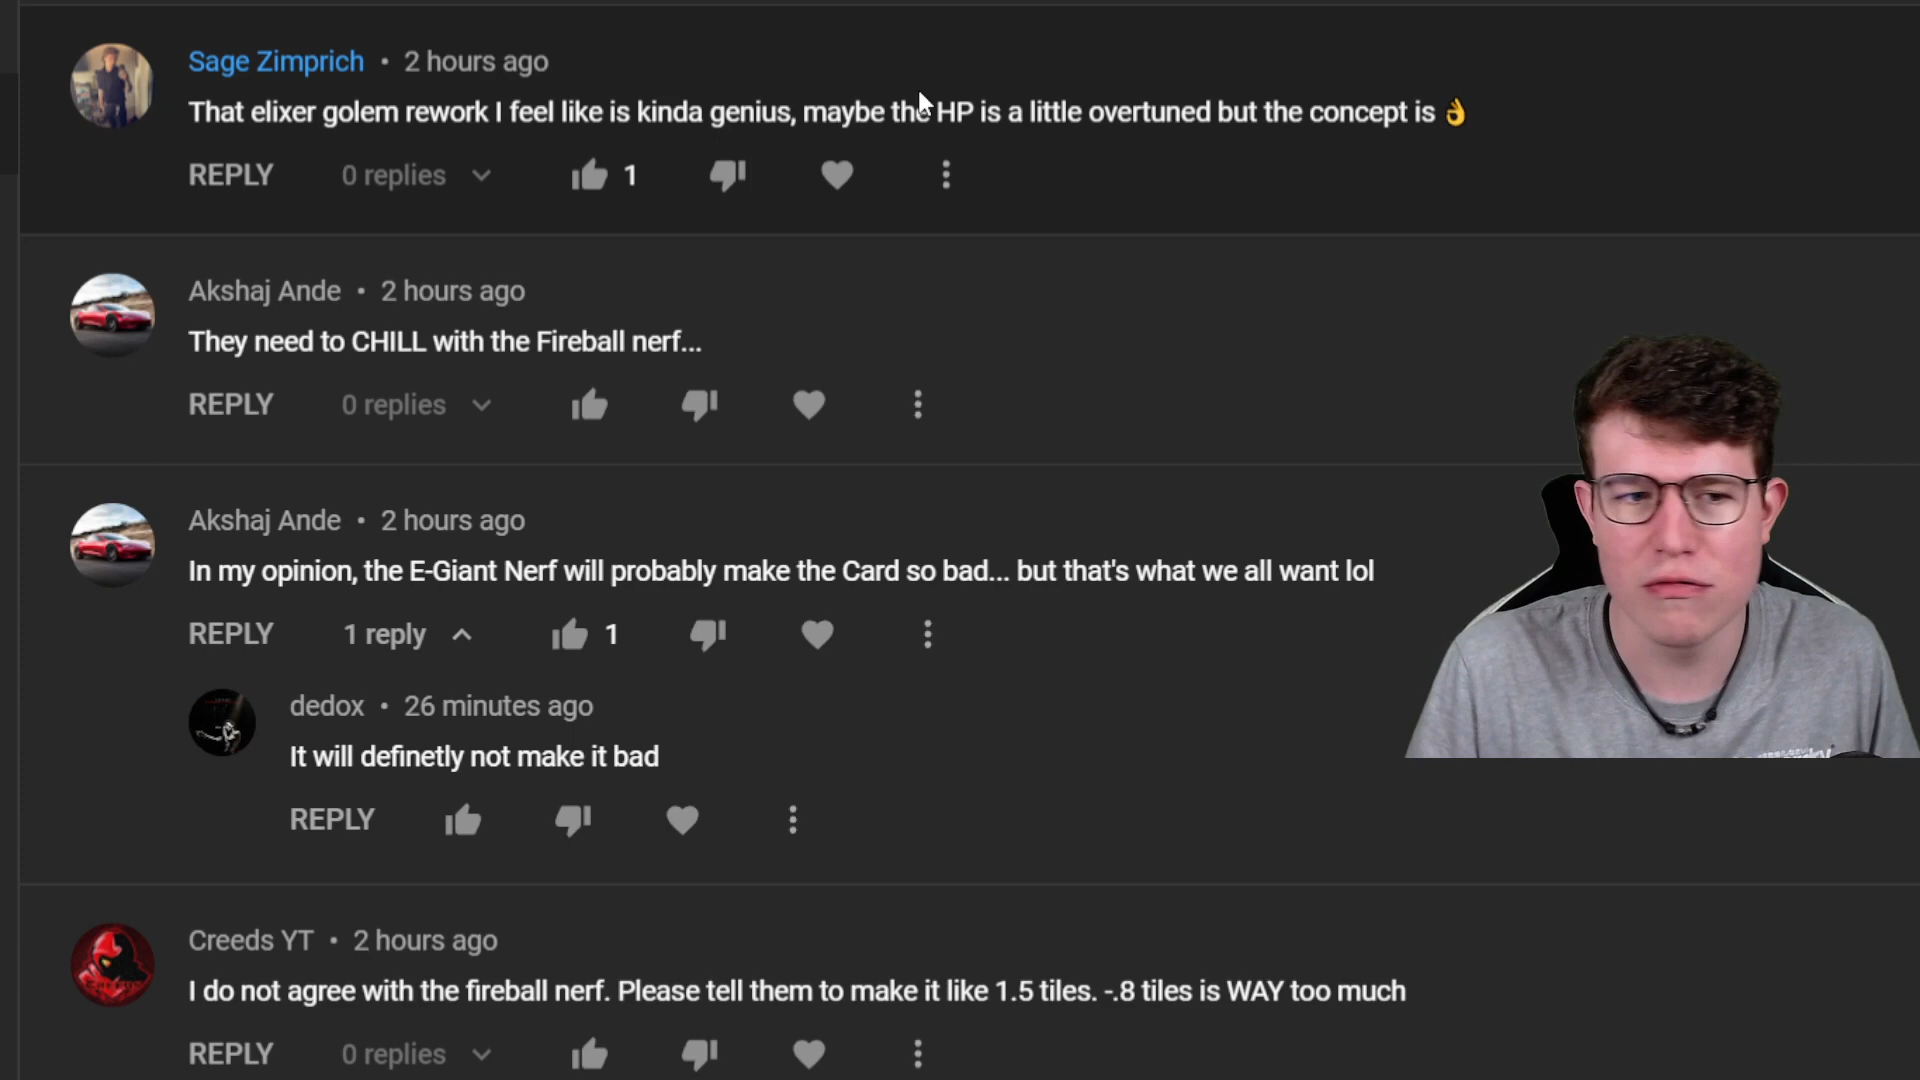 Sage Zimprich • 2 hours ago
That elixer golem rework I feel like is kinda genius, maybe the HP is a little overtuned but the concept is 👌
REPLY 0 replies 1
Akshaj Ande • 2 hours ago
They need to CHILL with the Fireball nerf...
REPLY 0 replies
Akshaj Ande • 2 hours ago
In my opinion, the E-Giant Nerf will probably make the Card so bad... but that's what we all want lol
REPLY 1 reply 1
dedox • 26 minutes ago
It will definetly not make it bad
REPLY
Creeds YT • 2 hours ago
I do not agree with the fireball nerf. Please tell them to make it like 1.5 tiles. -.8 tiles is WAY too much
REPLY 0 replies